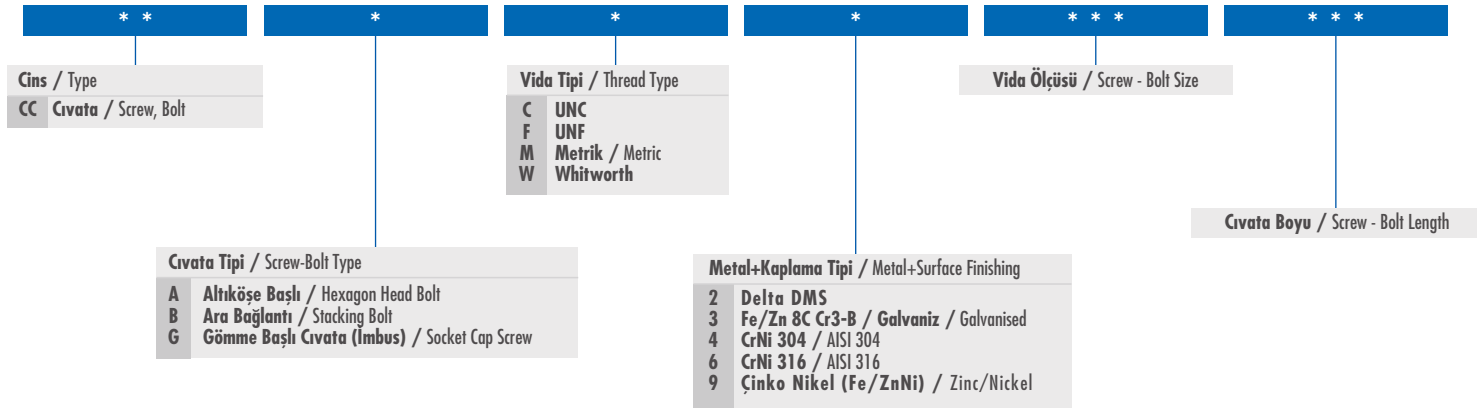 * *
*
*
*
* * *
* * *
Cins / Type
CC Cıvata / Screw, Bolt
Vida Tipi / Thread Type
C UNC
F UNF
M Metrik / Metric
W Whitworth
Vida Ölçüsü / Screw - Bolt Size
Cıvata Boyu / Screw - Bolt Length
Cıvata Tipi / Screw-Bolt Type
A Altıköşe Başlı / Hexagon Head Bolt
B Ara Bağlantı / Stacking Bolt
G Gömme Başlı Cıvata (İmbus) / Socket Cap Screw
Metal+Kaplama Tipi / Metal+Surface Finishing
2 Delta DMS
3 Fe/Zn 8C Cr3-B / Galvaniz / Galvanised
4 CrNi 304 / AISI 304
6 CrNi 316 / AISI 316
9 Çinko Nikel (Fe/ZnNi) / Zinc/Nickel